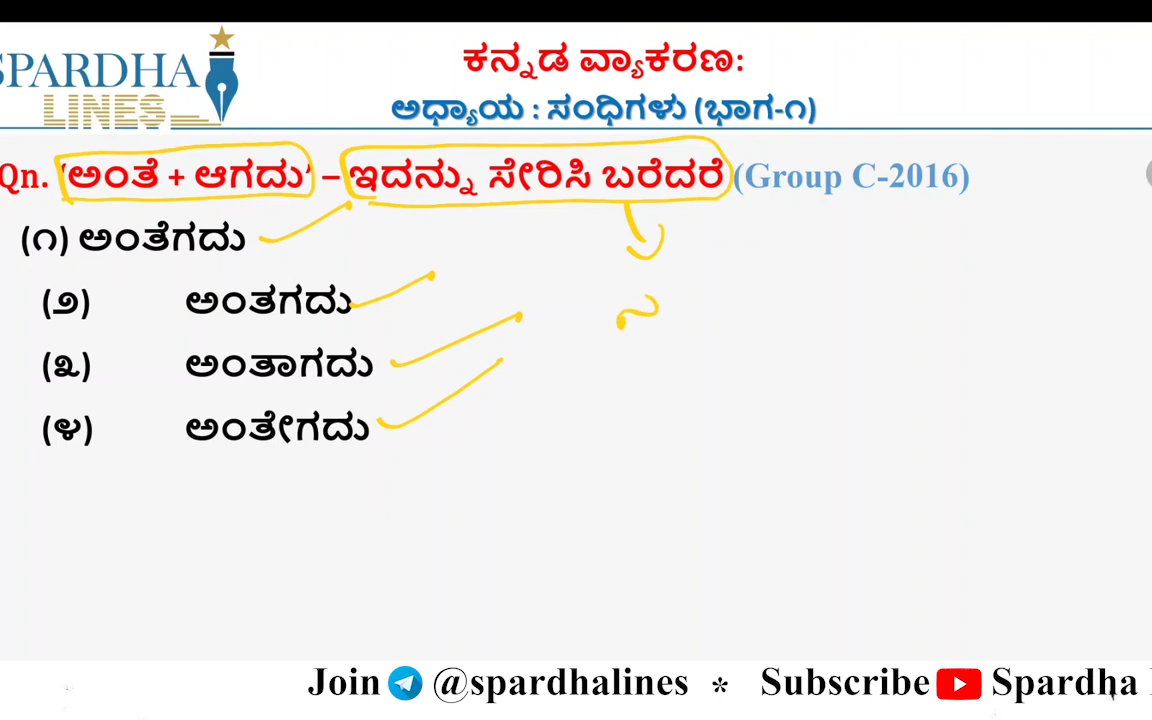 SPARDHA
LINES
ಕನ್ನಡ ವ್ಯಾಕರಣ:
ಅಧ್ಯಾಯ : ಸಂಧಿಗಳು (ಭಾಗ-೧)
Qn. 'ಅಂತೆ + ಆಗದು' – ಇದನ್ನು ಸೇರಿಸಿ ಬರೆದರೆ (Group C-2016)
(೧) ಅಂತೆಗದು
(೨) ಅಂತಗದು
(೩) ಅಂತಾಗದು
(೪) ಅಂತೇಗದು
Join @spardhalines * Subscribe Spardha